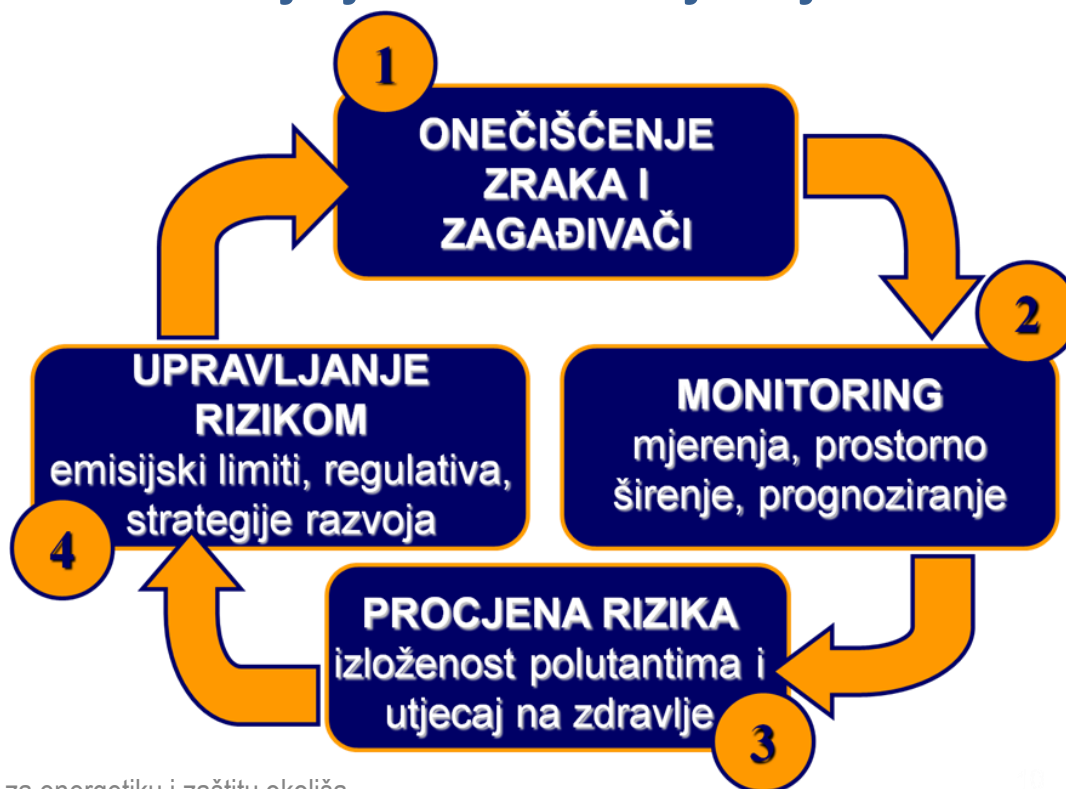 1
ONEČIŠĆENJE
ZRAKA I
ZAGAĐIVAČI
2
MONITORING
mjerenja, prostorno
širenje, prognoziranje
PROCJENA RIZIKA
izloženost polutantima i
utjecaj na zdravlje
3
UPRAVLJANJE
RIZIKOM
emisijski limiti, regulativa,
strategije razvoja
4
za energetiku i zaštitu okoliša